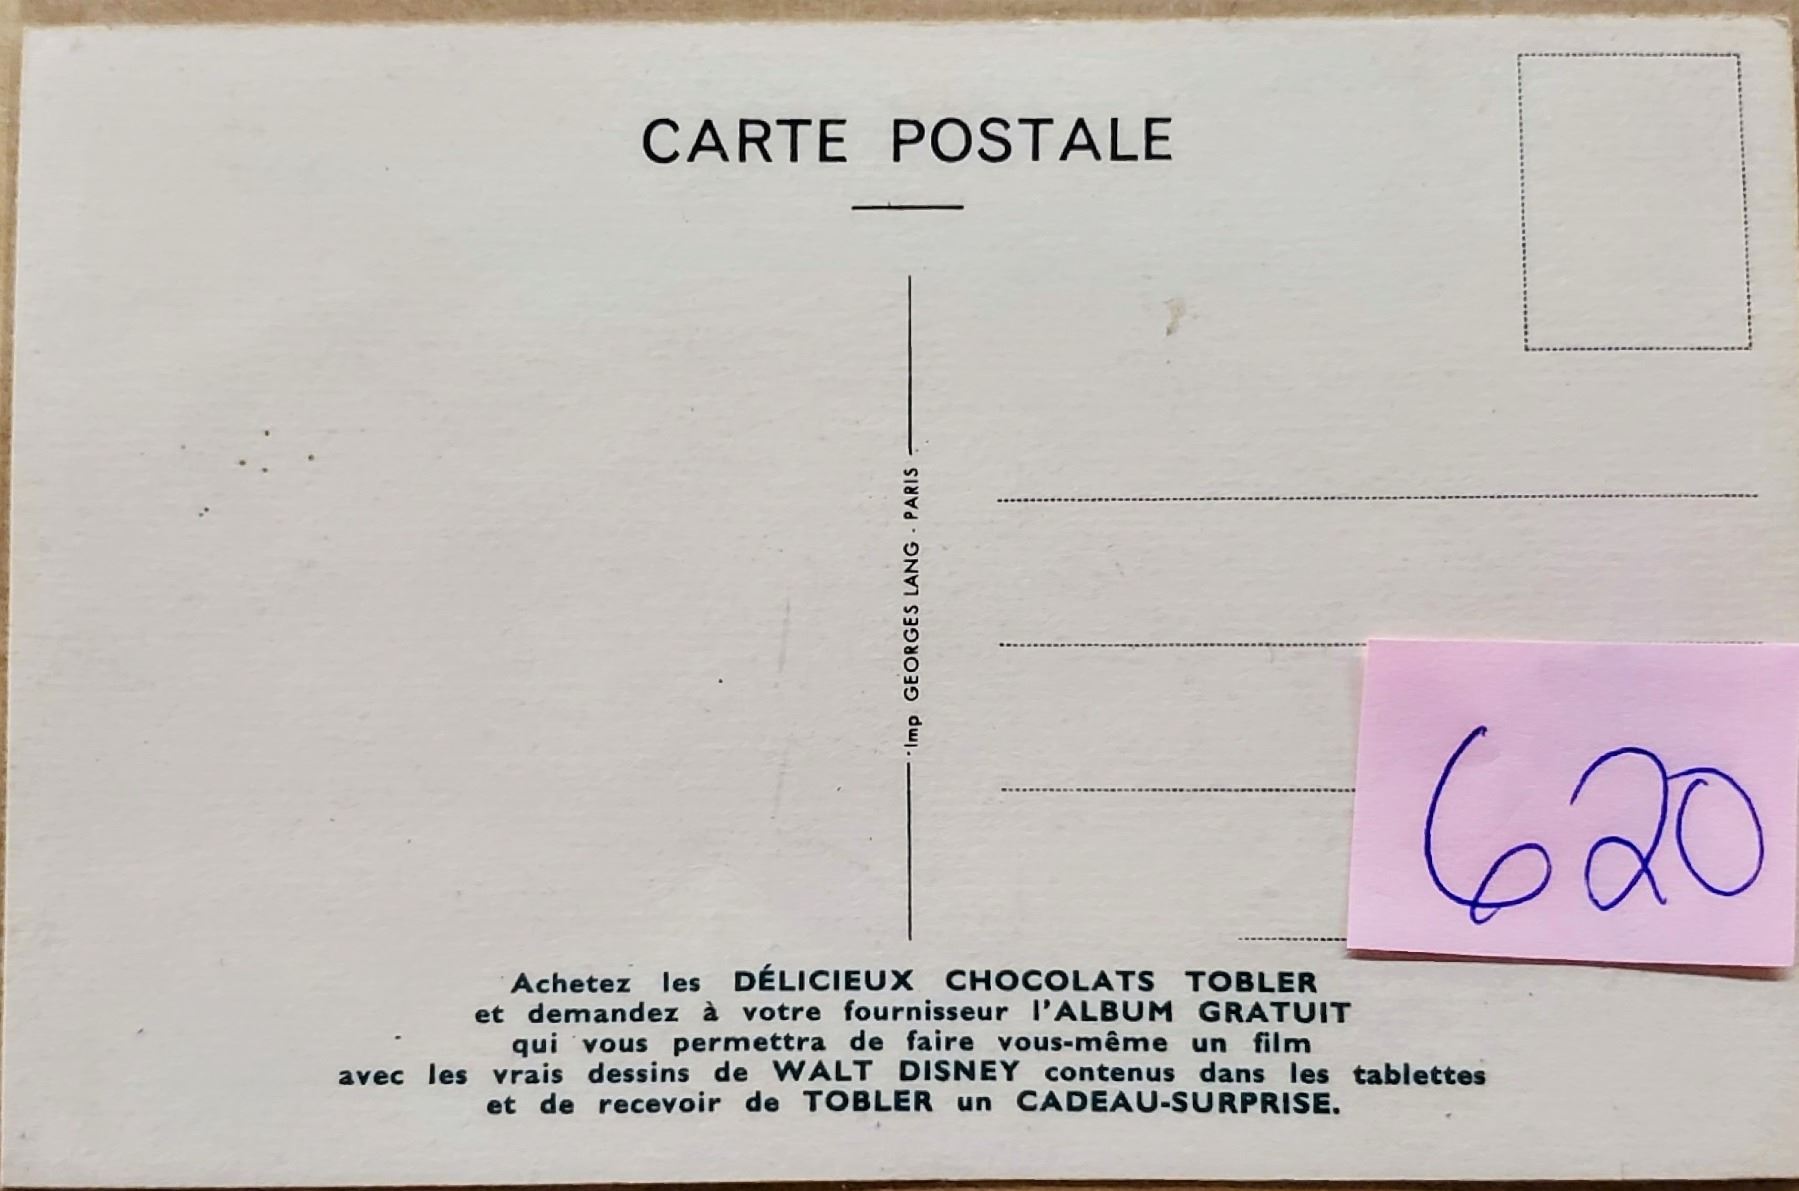 CARTE POSTALE
Imp GEORGES LANG . PARIS
620
Achetez les DÉLICIEUX CHOCOLATS TOBLER
et demandez à votre fournisseur l'ALBUM GRATUIT
qui vous permettra de faire vous-même un film
avec les vrais dessins de WALT DISNEY contenus dans les tablettes
et de recevoir de TOBLER un CADEAU-SURPRISE.